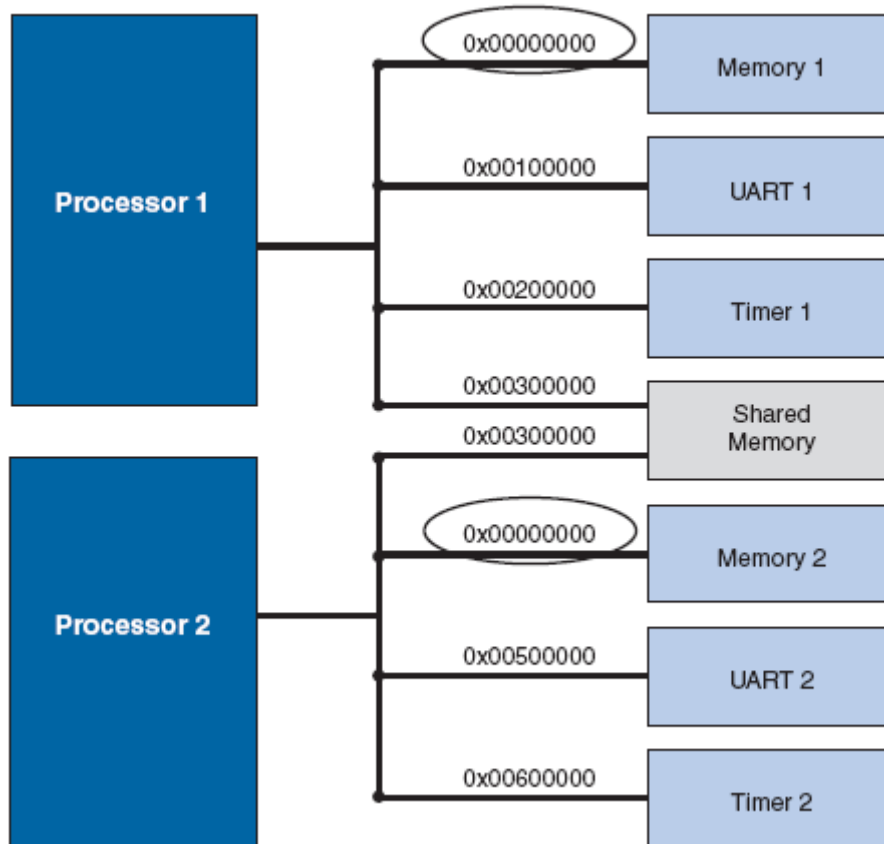 0x00000000
Memory 1
0x00100000
UART 1
Processor 1
0x00200000
Timer 1
0x00300000
Shared
Memory
0x00300000
0x00000000
Memory 2
Processor 2
0x00500000
UART 2
0x00600000
Timer 2